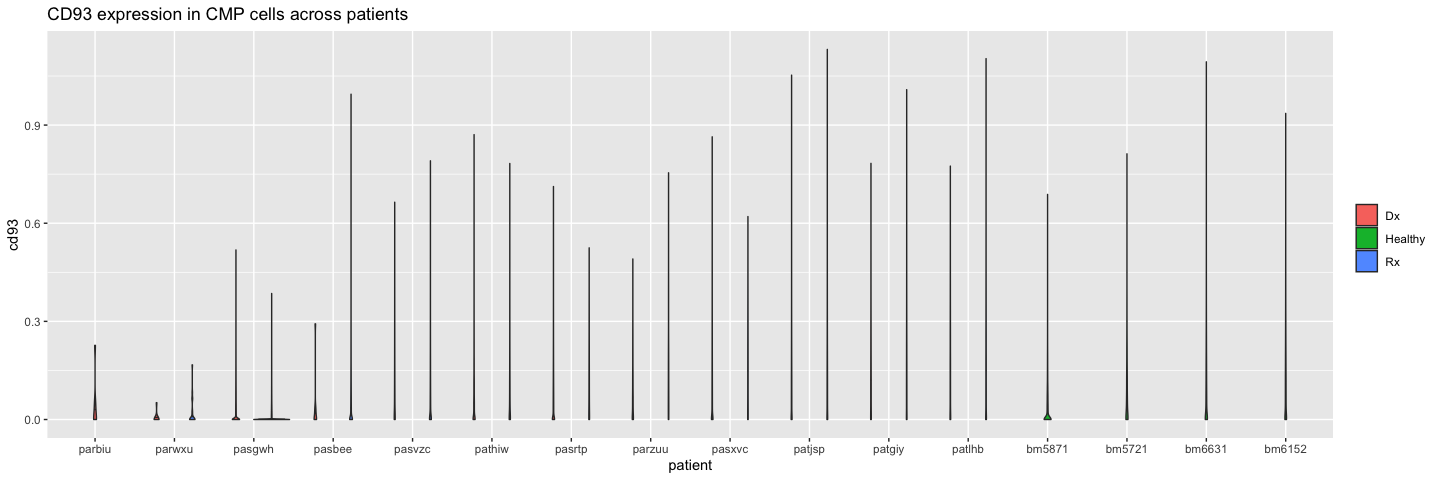 CD93 expression in CMP cells across patients
cd93
0.9
0.6
0.3
0.0
parbiu parwxu pasgwh pasbee pasvzc pathiw pasrtp parzuu pasxvc patjsp patgiy patlhb bm5871 bm5721 bm6631 bm6152
patient
Dx
Healthy
Rx